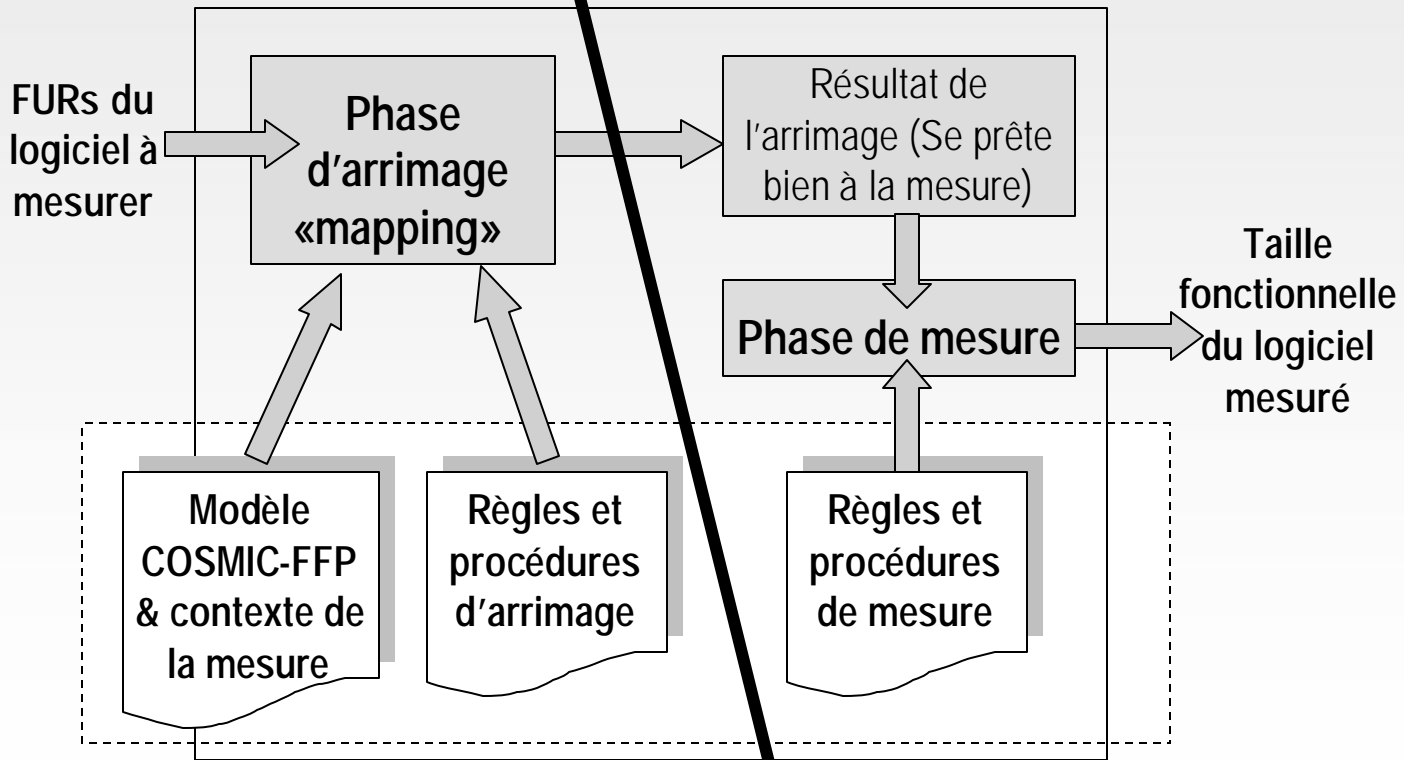 FURs du
logiciel à
mesurer
Phase
d'arrimage
«mapping»
Résultat de
l'arrimage (Se prête
bien à la mesure)
Phase de mesure
Taille
fonctionnelle
du logiciel
mesuré
Modèle
COSMIC-FFP
& contexte de
la mesure
Règles et
procédures
d'arrimage
Règles et
procédures
de mesure